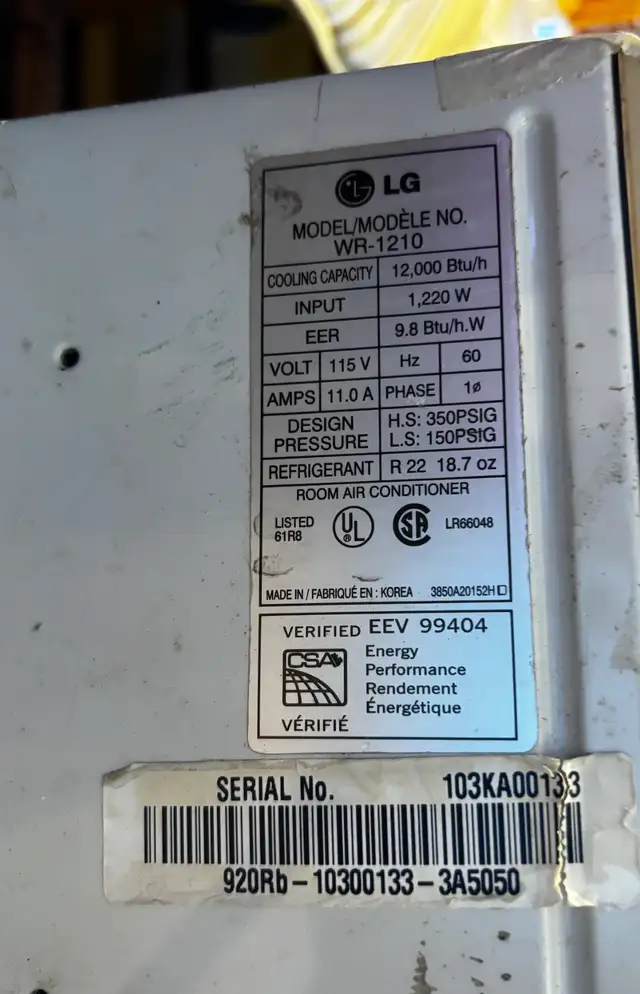 LG
MODEL/MODÈLE NO.
WR-1210
COOLING CAPACITY 12,000 Btu/h
INPUT 1,220 W
EER 9.8 Btu/h.W
VOLT 115 V Hz 60
AMPS 11.0 A PHASE 1ø
DESIGN PRESSURE H.S: 350PSIG
L.S: 150PSIG
REFRIGERANT R 22 18.7 oz
ROOM AIR CONDITIONER
LISTED
61R8
UL
®
SA
LR66048
MADE IN / FABRIQUÉ EN : KOREA 3850A20152H
VERIFIED EEV 99404
CSA
Energy
Performance
Rendement
Énergétique
VÉRIFIÉ
SERIAL No. 103KA00133
920Rb-10300133-3A5050